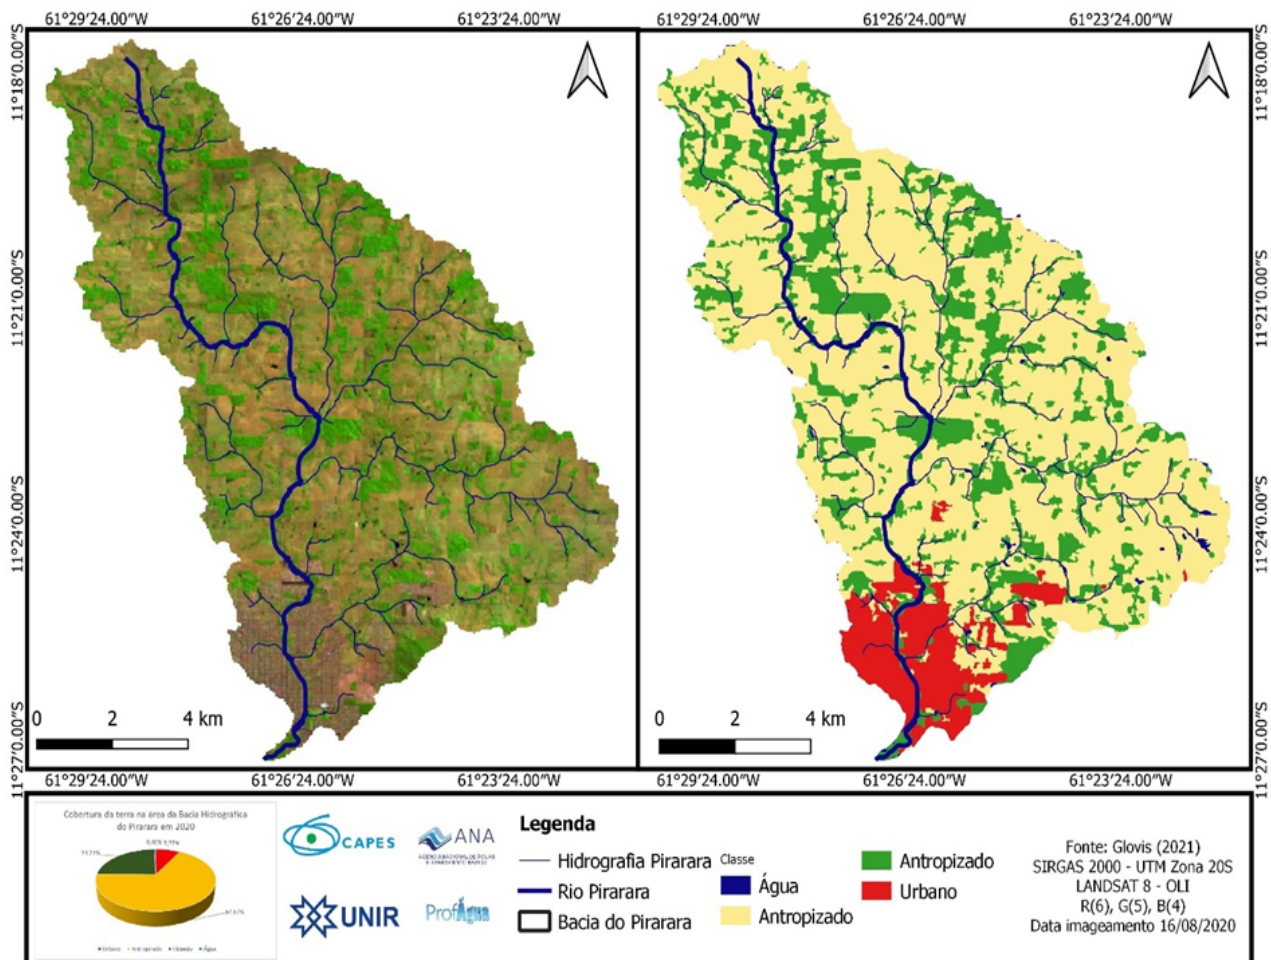 61°29′24.00″W 61°26′24.00″W 61°23′24.00″W
61°29′24.00″W 61°26′24.00″W 61°23′24.00″W
11°18′0.00″S
11°21′0.00″S
11°24′0.00″S
11°27′0.00″S
11°18′0.00″S
11°21′0.00″S
11°24′0.00″S
11°27′0.00″S
0 2 4 km
0 2 4 km
61°29′24.00″W 61°26′24.00″W 61°23′24.00″W
61°29′24.00″W 61°26′24.00″W 61°23′24.00″W
Cobertura da terra na área da Bacia Hidrográfica
do Pirarara em 2020
Urbano Antropizado Floresta Água
CAPES
ANA
UNIR
ProfÁgua
Legenda
Hidrografia Pirarara
Rio Pirarara
Bacia do Pirarara
Classe
Água
Antropizado
Antropizado
Urbano
Fonte: Glovis (2021)
SIRGAS 2000 - UTM Zona 20S
LANDSAT 8 - OLI
R(6), G(5), B(4)
Data imageamento 16/08/2020